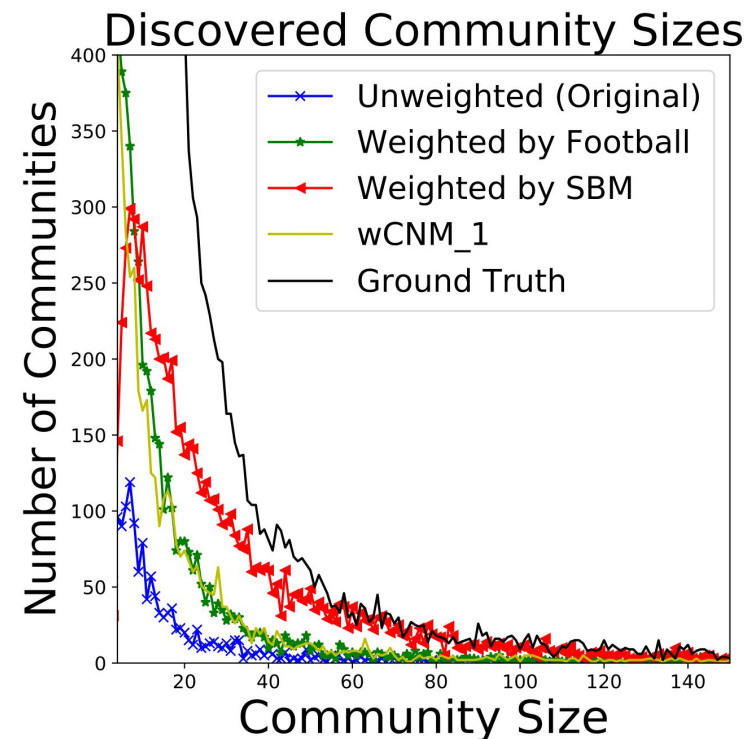 Discovered Community Sizes
400
350
300
250
200
150
100
50
0
Number of Communities
Unweighted (Original)
Weighted by Football
Weighted by SBM
wCNM_1
Ground Truth
20 40 60 80 100 120 140
Community Size